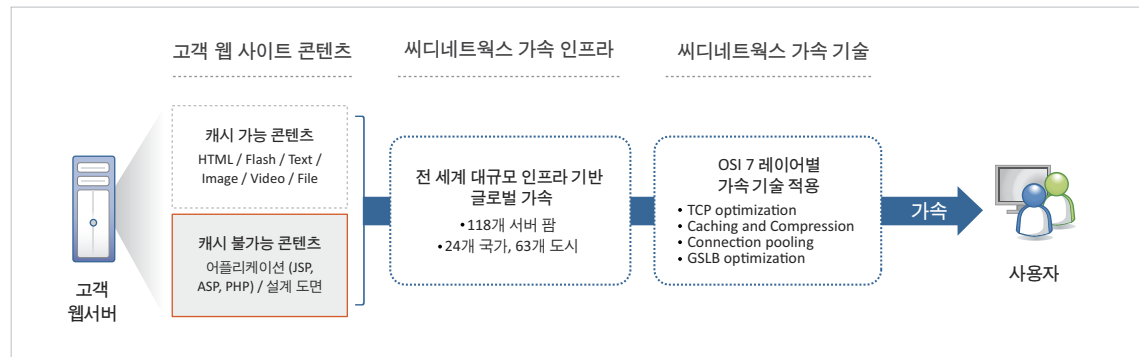 고객 웹 사이트 콘텐츠
씨디네트웍스 가속 인프라
씨디네트웍스 가속 기술
고객
웹서버
캐시 가능 콘텐츠
HTML / Flash / Text /
Image / Video / File
캐시 불가능 콘텐츠
어플리케이션 (JSP,
ASP, PHP) / 설계 도면
전 세계 대규모 인프라 기반
글로벌 가속
•118개 서버 팜
•24개 국가, 63개 도시
OSI 7 레이어별
가속 기술 적용
• TCP optimization
• Caching and Compression
• Connection pooling
• GSLB optimization
가속
사용자